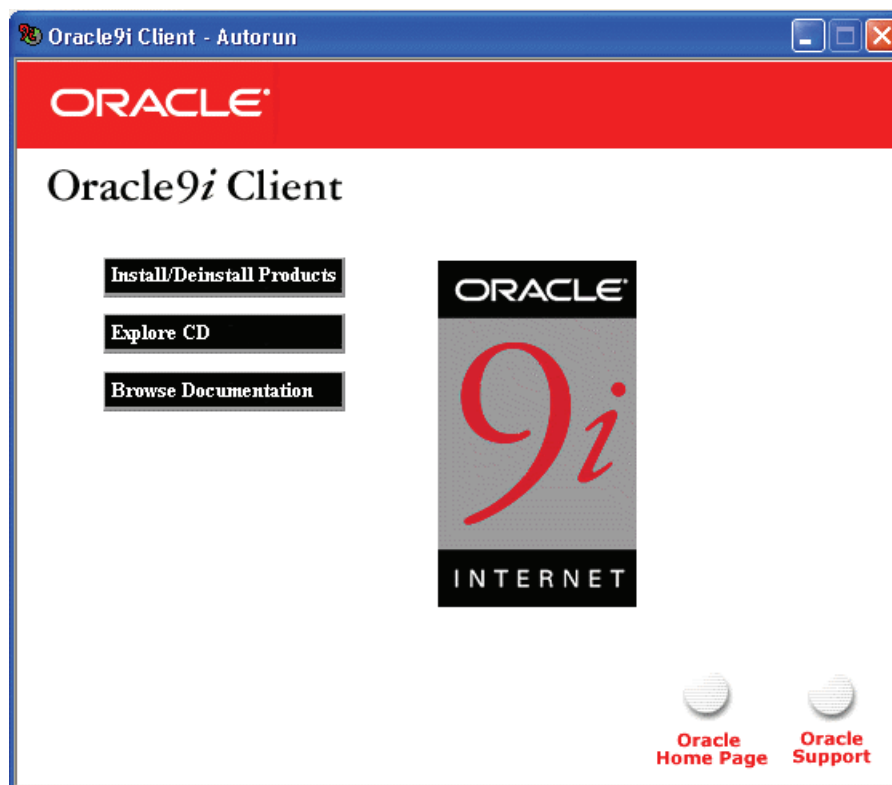 Oracle9i Client - Autorun
ORACLE
Oracle9i Client
Install/Deinstall Products
Explore CD
Browse Documentation
ORACLE
9i
INTERNET
Oracle Home Page
Oracle Support